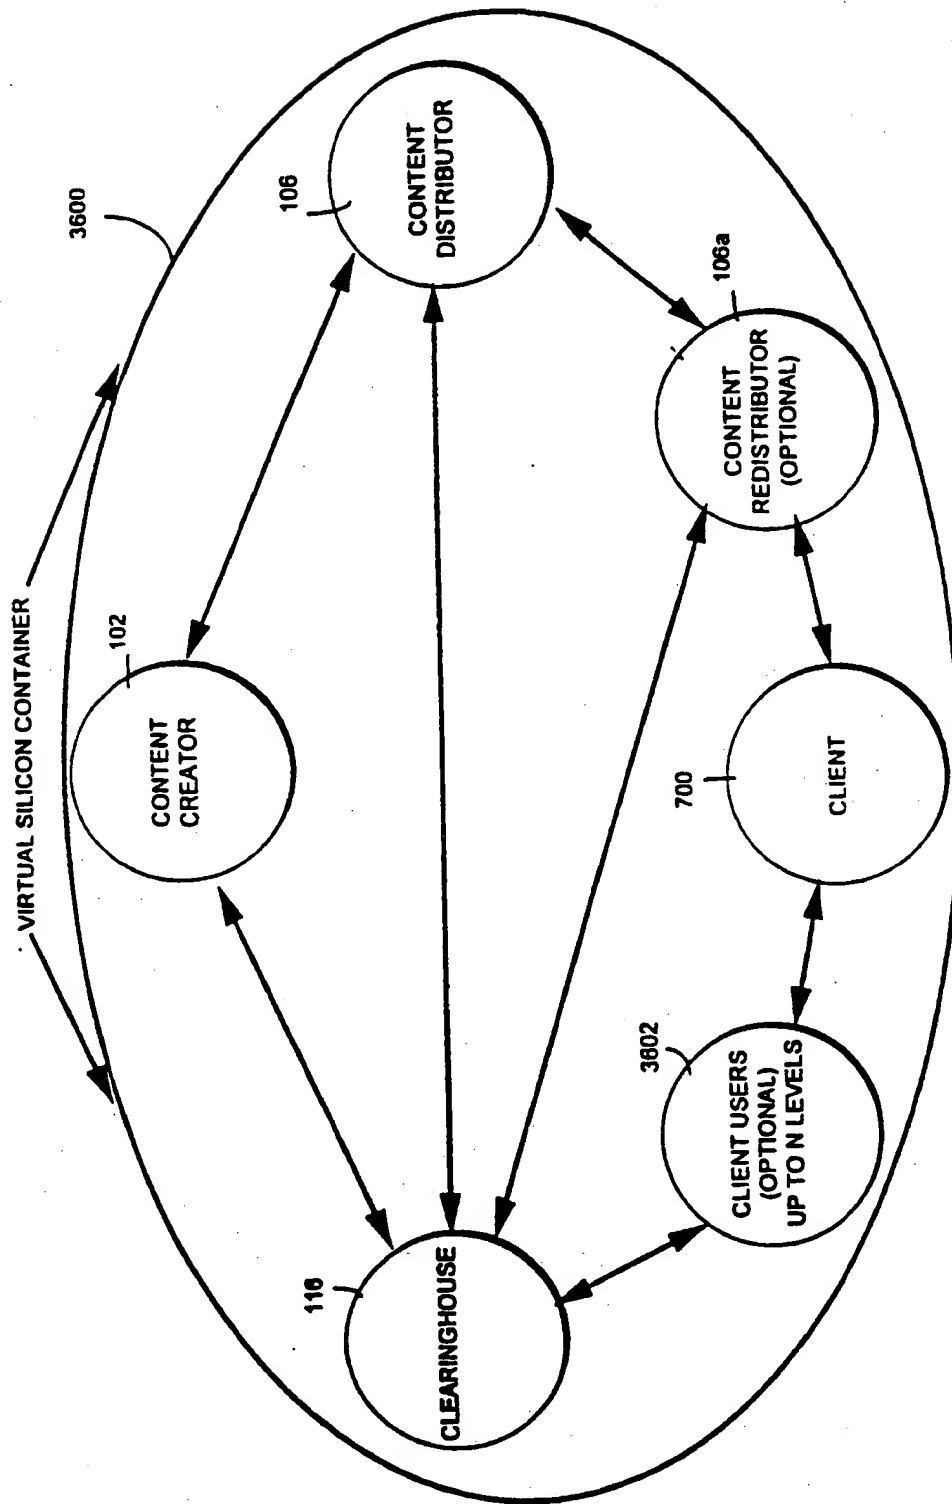 VIRTUAL SILICON CONTAINER
3600
102
CONTENT
CREATOR
106
CONTENT
DISTRIBUTOR
116
CLEARINGHOUSE
106a
CONTENT
REDISTRIBUTOR
(OPTIONAL)
3602
CLIENT USERS
(OPTIONAL)
UP TO N LEVELS
700
CLIENT